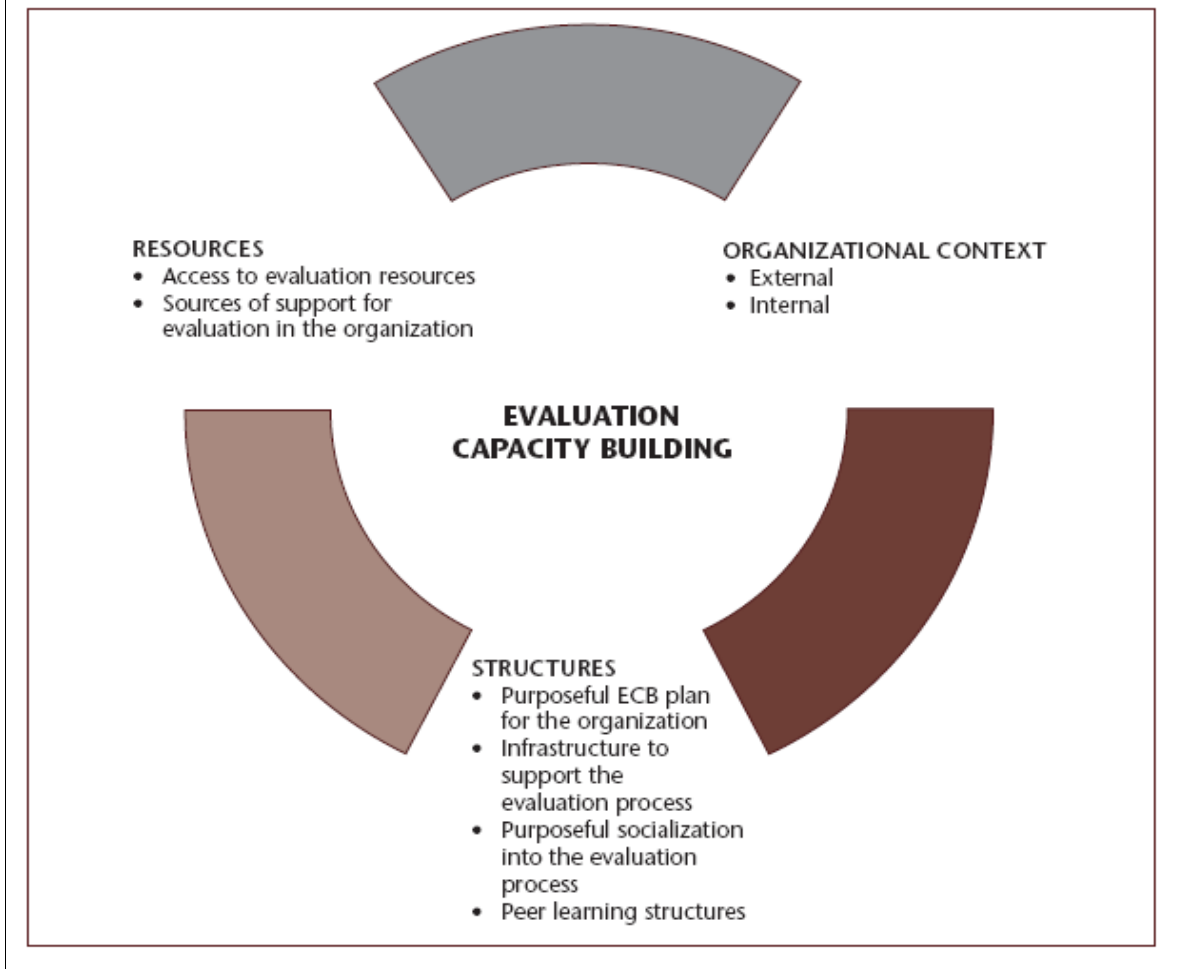 RESOURCES
• Access to evaluation resources
• Sources of support for
evaluation in the organization
ORGANIZATIONAL CONTEXT
• External
• Internal
EVALUATION
CAPACITY BUILDING
STRUCTURES
• Purposeful ECB plan
for the organization
• Infrastructure to
support the
evaluation process
• Purposeful socialization
into the evaluation
process
• Peer learning structures